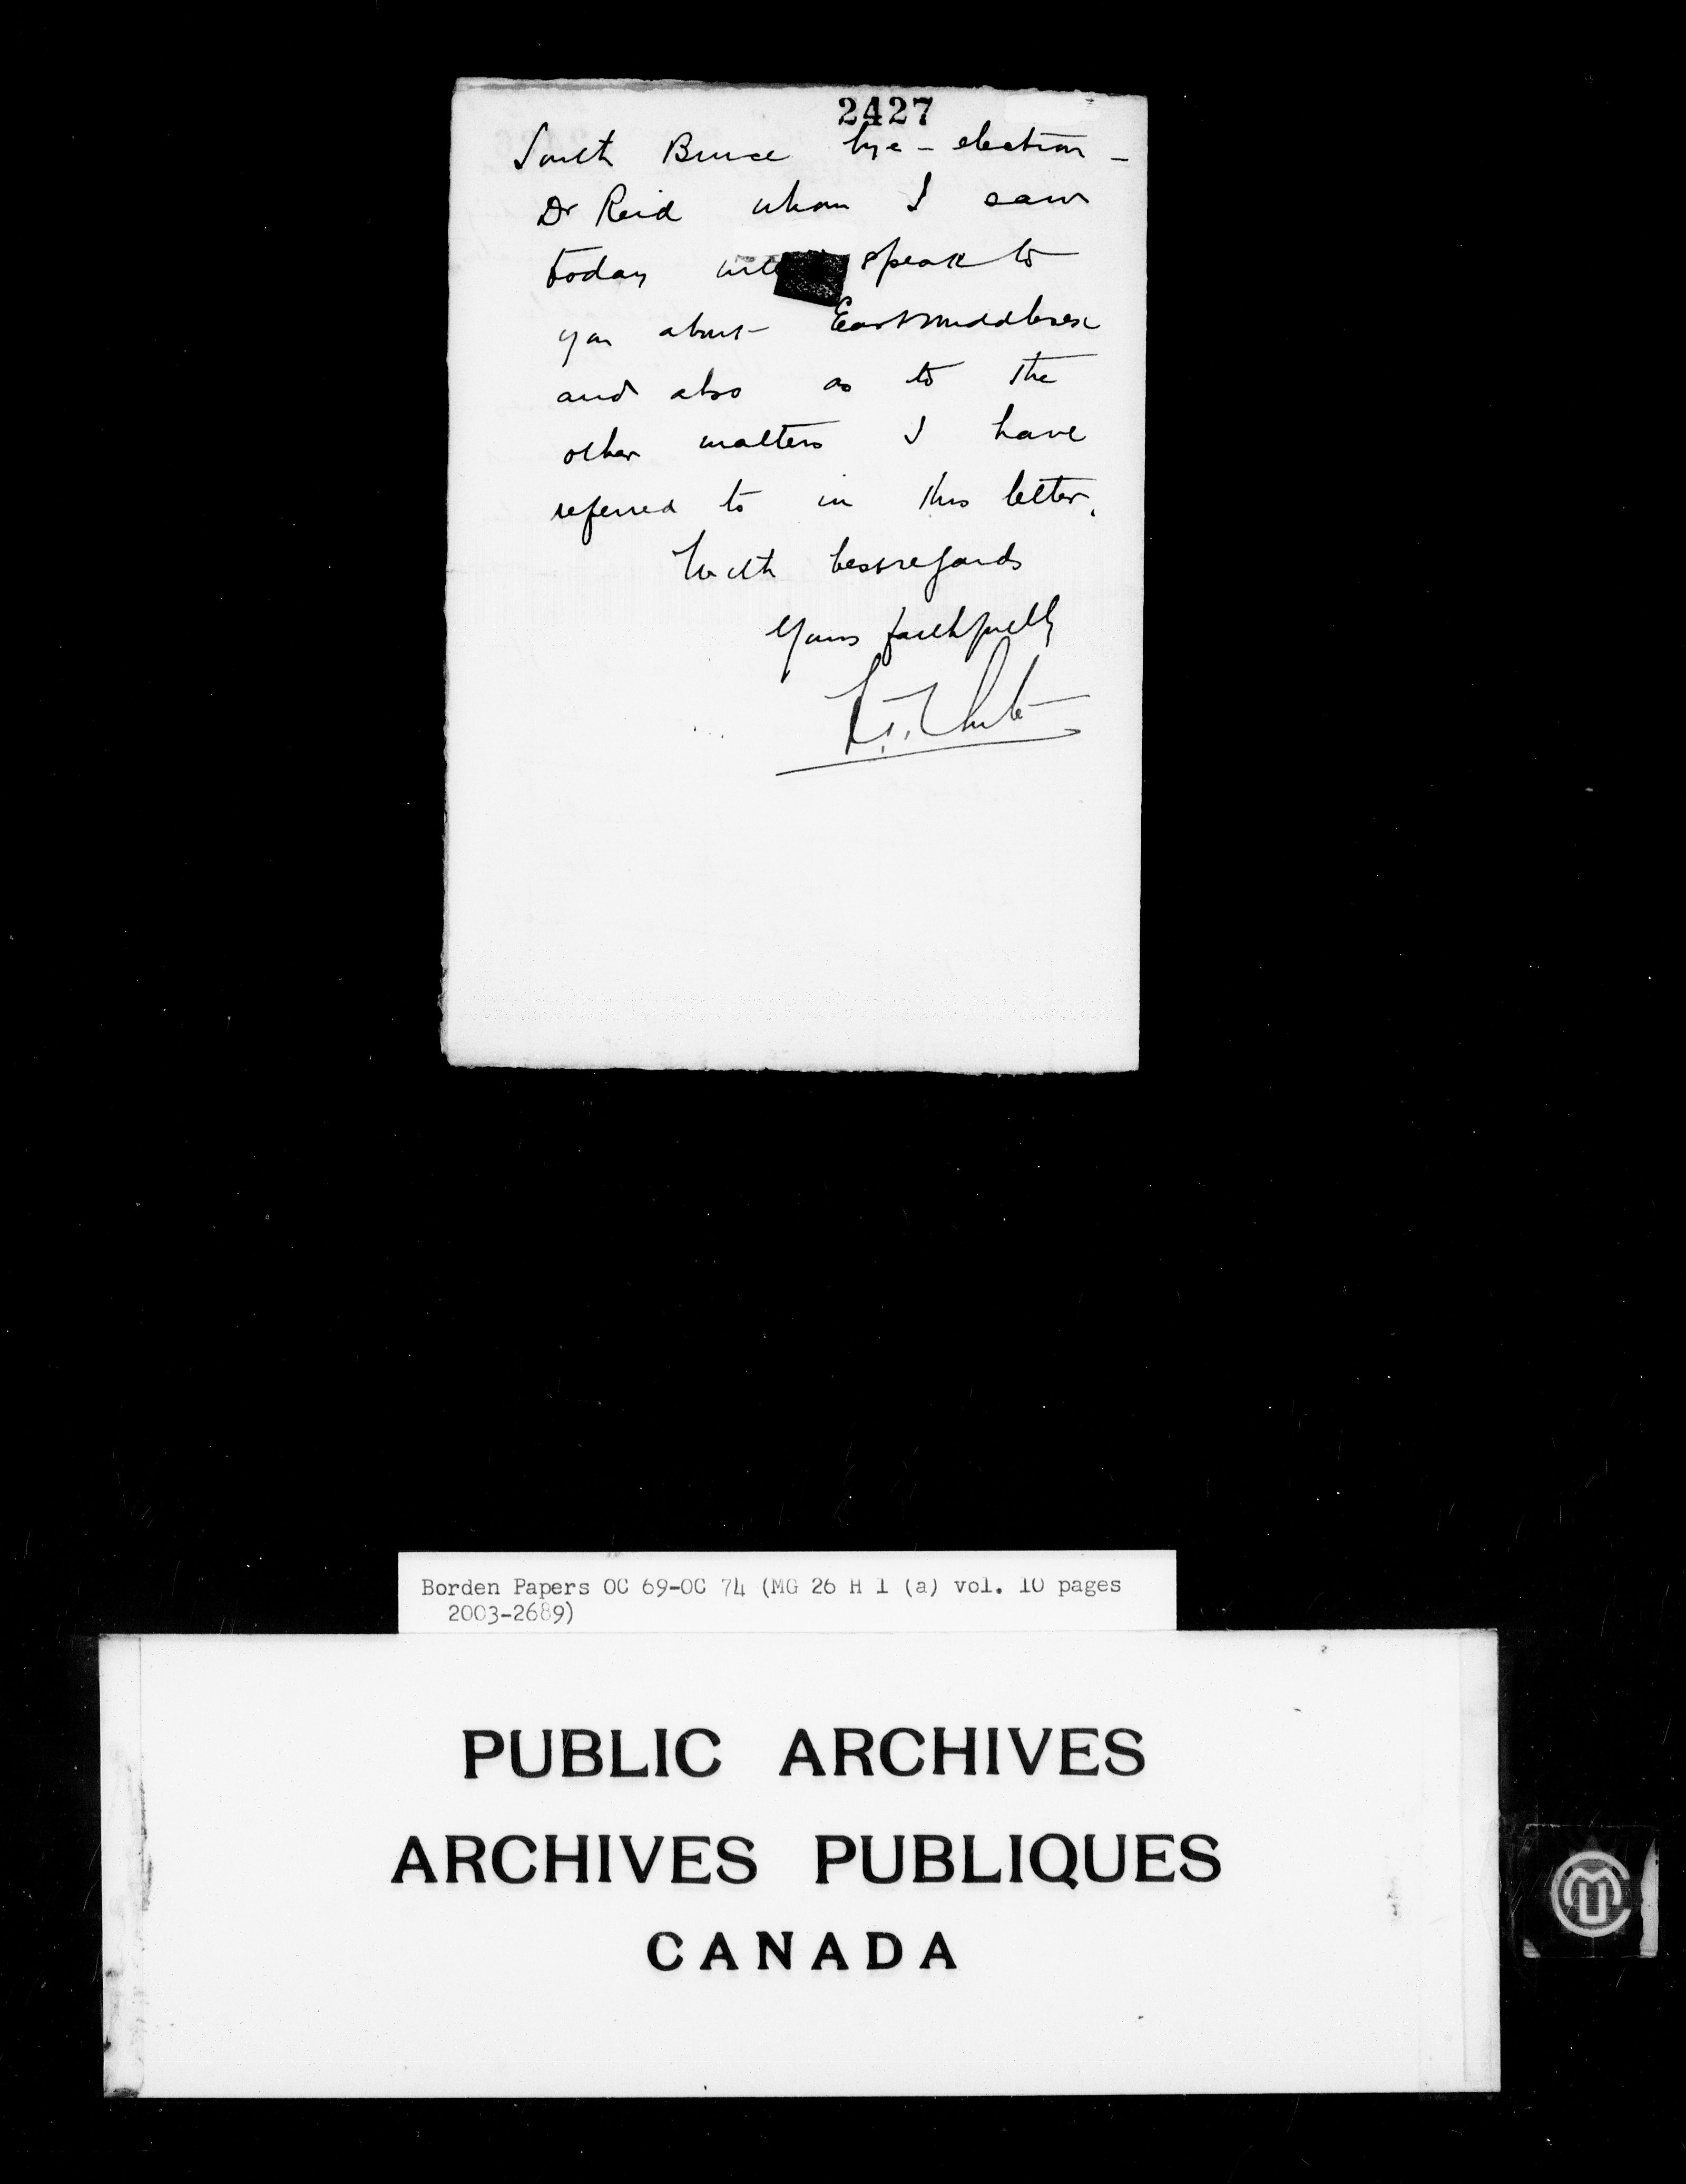 2427
South Bruce bye-election -
Dr Reid whom I saw
today will speak to
you about East Middlesex
and also as to the
other matters I have
referred to in this letter.
With best regards
Yours faithfully
W.T. White
Borden Papers OC 69-OC 74 (MG 26 H 1 (a) vol. 10 pages
2003-2689)
PUBLIC ARCHIVES
ARCHIVES PUBLIQUES
CANADA